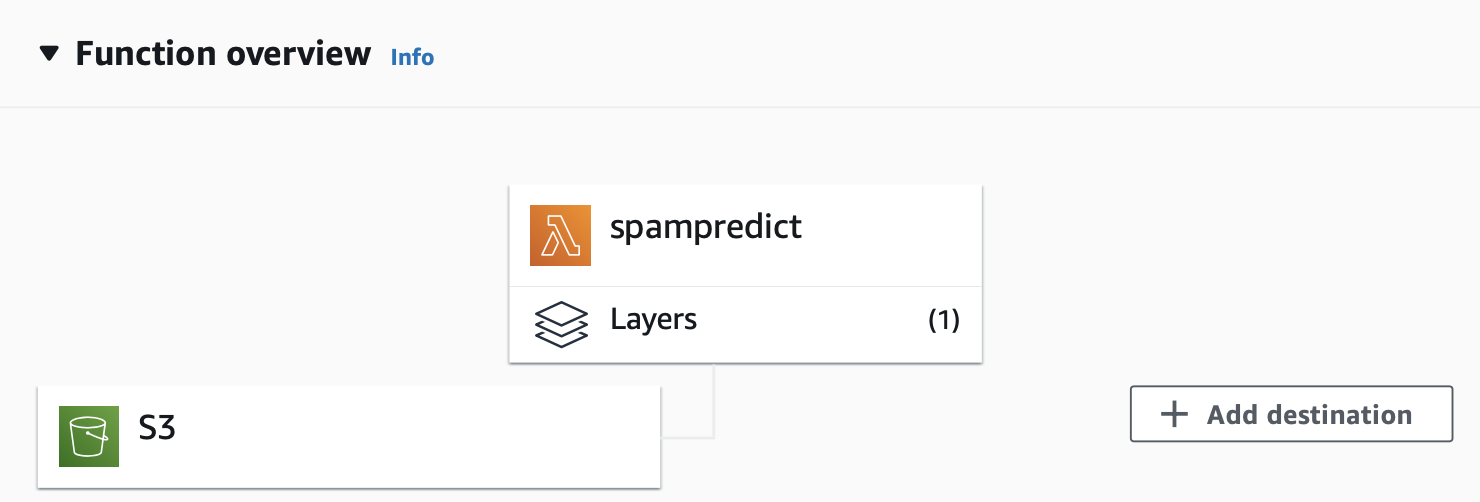 Function overview Info
spampredict
Layers (1)
S3
Add destination